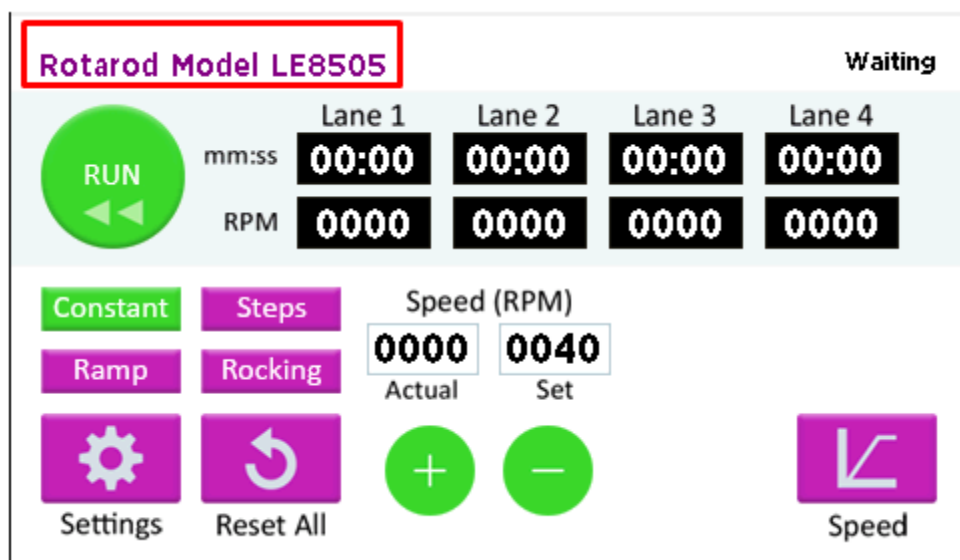 Rotarod Model LE8505
Waiting
Lane 1 Lane 2 Lane 3 Lane 4
RUN
mm:ss 00:00 00:00 00:00 00:00
RPM 0000 0000 0000 0000
Constant Steps
Ramp Rocking
Speed (RPM)
0000 0040
Actual Set
+ −
Settings Reset All
Speed